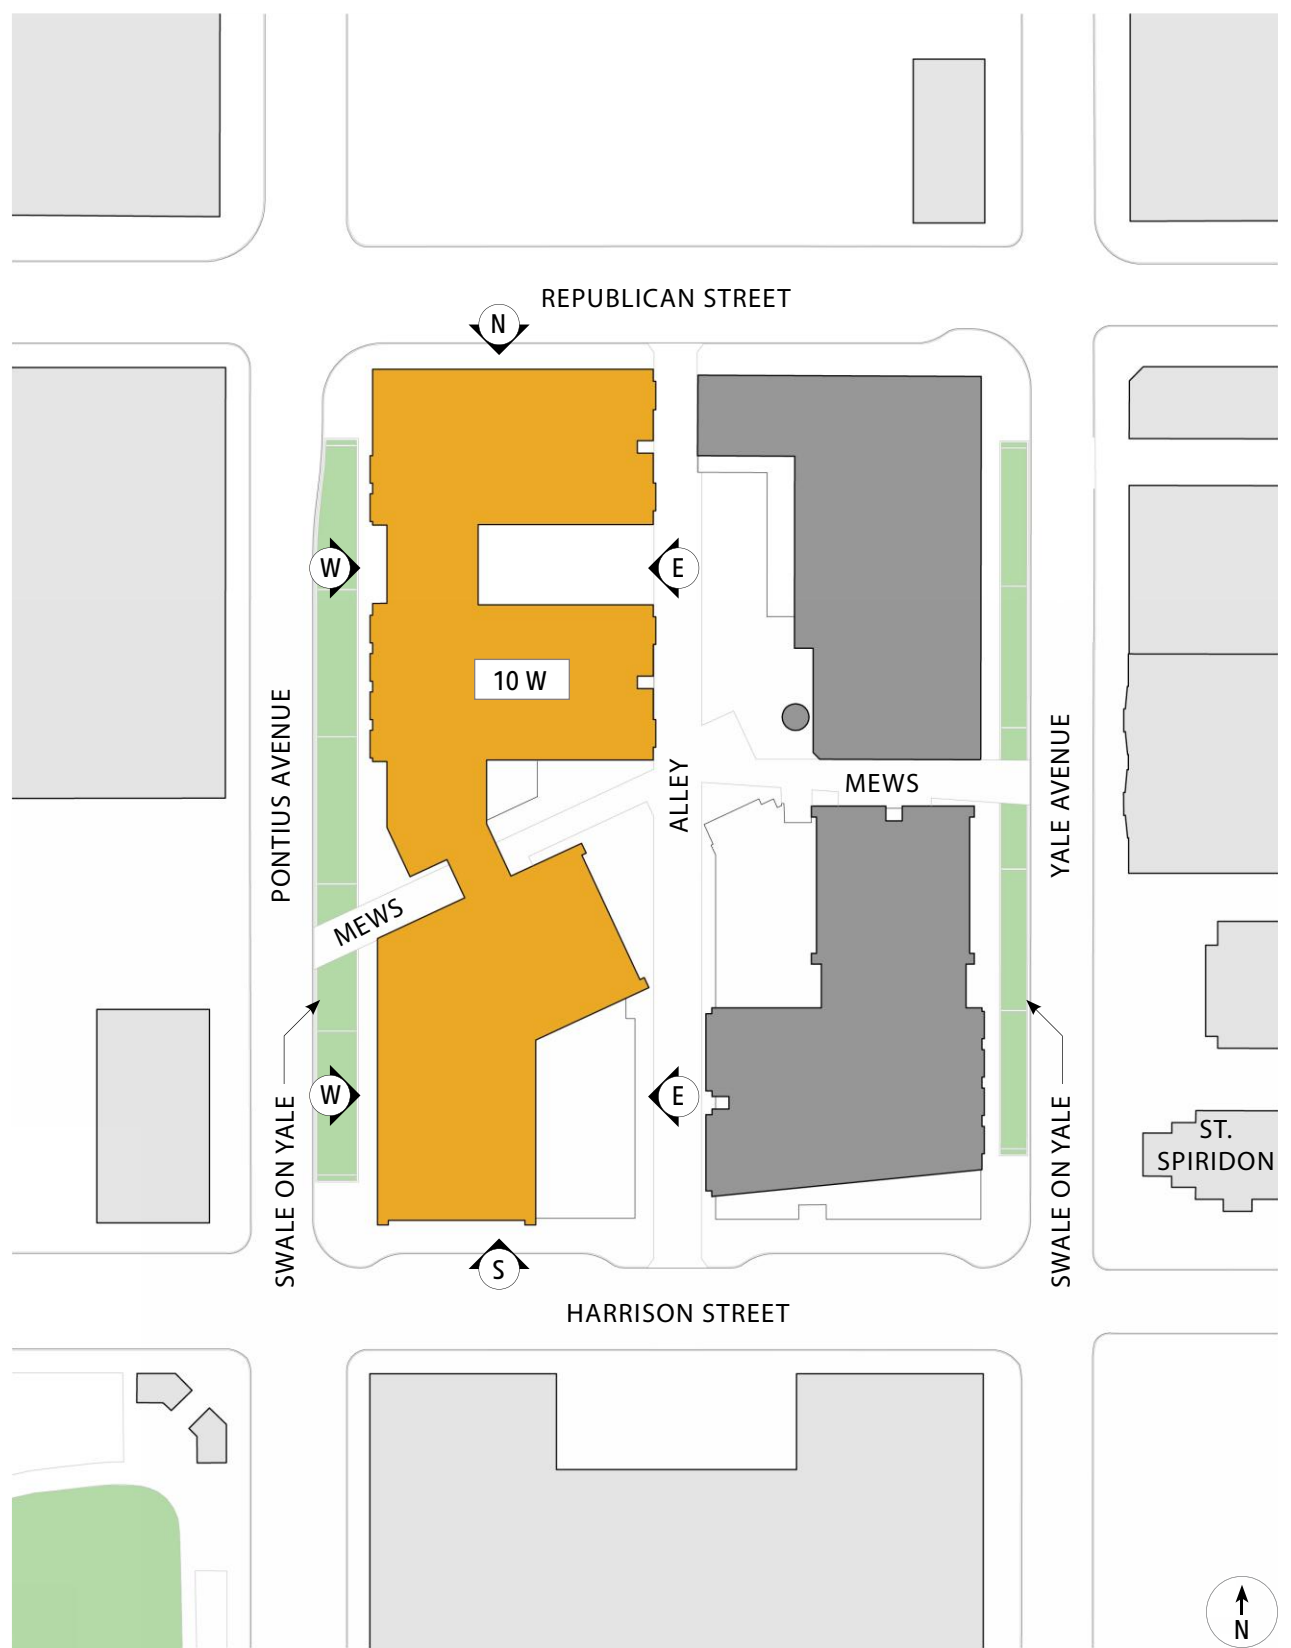 REPUBLICAN STREET
N
W
E
10 W
PONTIUS AVENUE
ALLEY
MEWS
YALE AVENUE
MEWS
W
E
SWALE ON YALE
SWALE ON YALE
ST.
SPIRIDON
S
HARRISON STREET
N